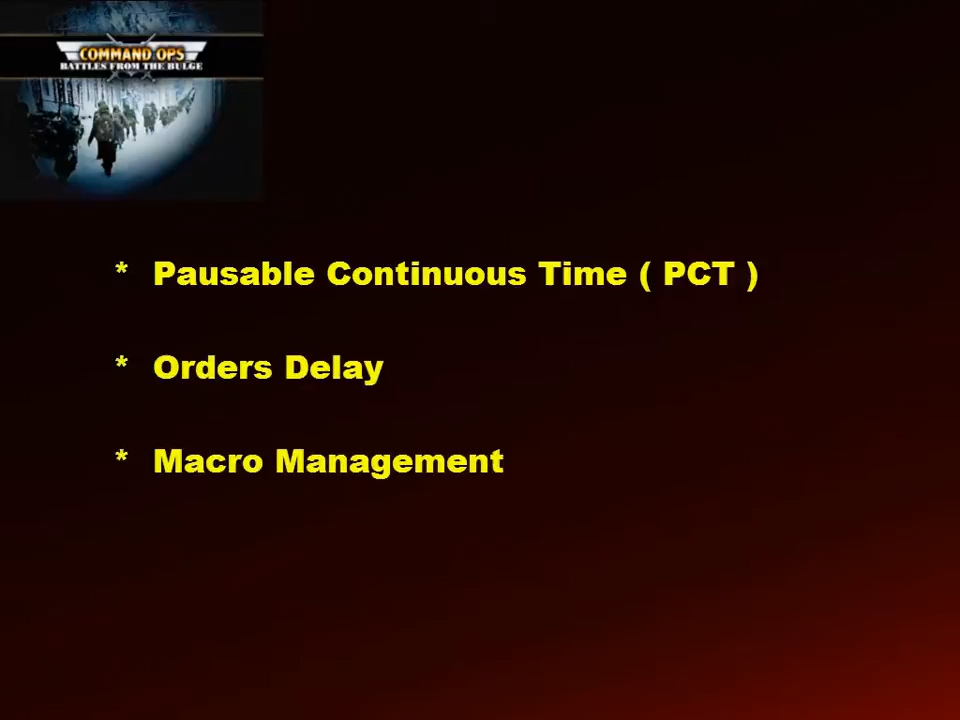 COMMAND OPS
BATTLES FROM THE BULGE
* Pausable Continuous Time ( PCT )
* Orders Delay
* Macro Management